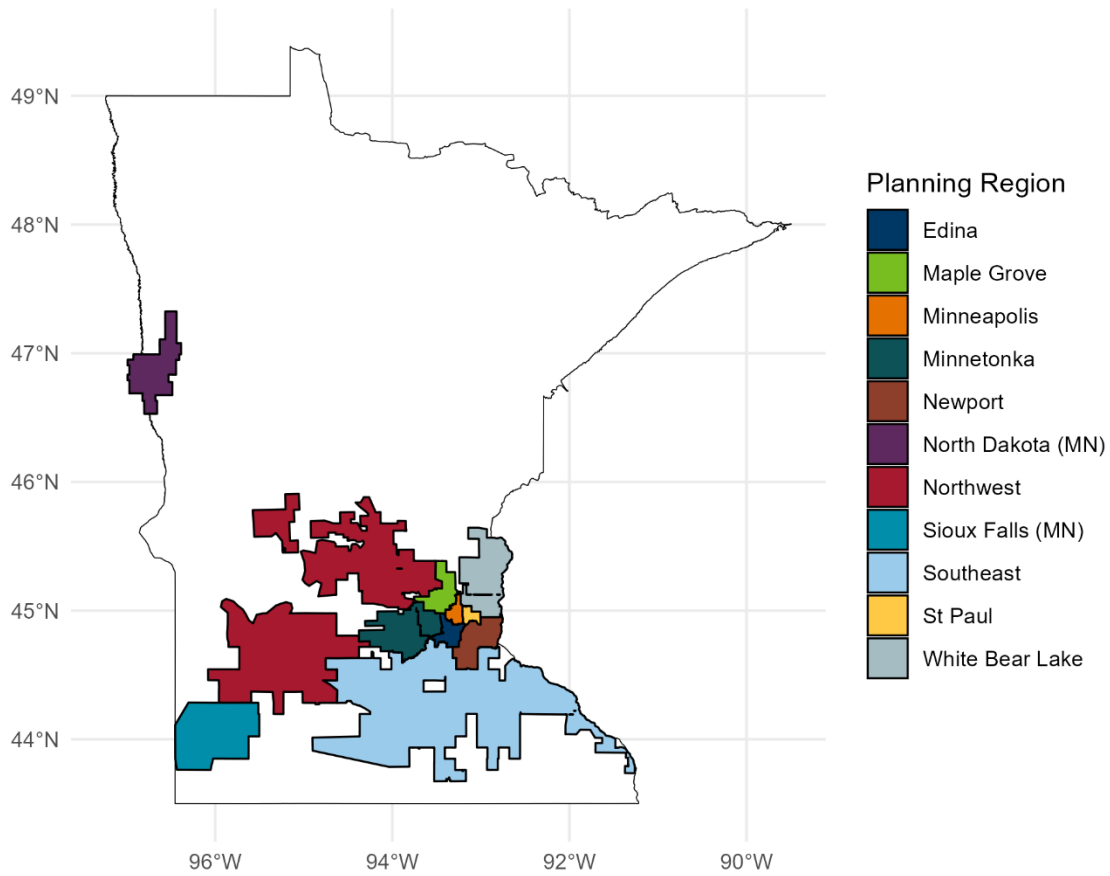 49°N
48°N
47°N
46°N
45°N
44°N
96°W
94°W
92°W
90°W
Planning Region
Edina
Maple Grove
Minneapolis
Minnetonka
Newport
North Dakota (MN)
Northwest
Sioux Falls (MN)
Southeast
St Paul
White Bear Lake